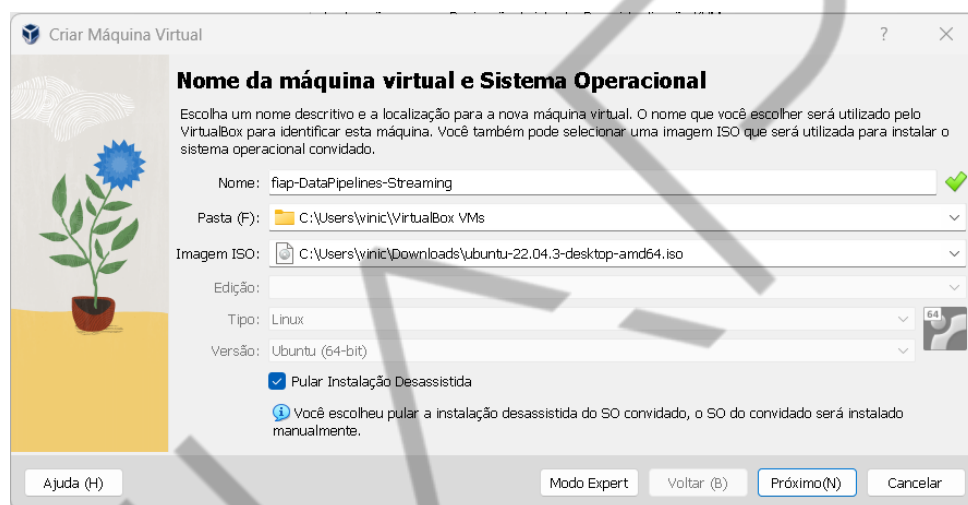 Criar Máquina Virtual
?
Nome da máquina virtual e Sistema Operacional
Escolha um nome descritivo e a localização para a nova máquina virtual. O nome que você escolher será utilizado pelo
VirtualBox para identificar esta máquina. Você também pode selecionar uma imagem ISO que será utilizada para instalar o
sistema operacional convidado.
Nome: fiap-DataPipelines-Streaming
Pasta (F): C:\Users\vinic\VirtualBox VMs
Imagem ISO: C:\Users\vinic\Downloads\ubuntu-22.04.3-desktop-amd64.iso
Edição:
Tipo: Linux
64
Versão: Ubuntu (64-bit)
Pular Instalação Desassistida
Você escolheu pular a instalação desassistida do SO convidado, o SO do convidado será instalado
manualmente.
Ajuda (H) Modo Expert Voltar (B) Próximo(N) Cancelar